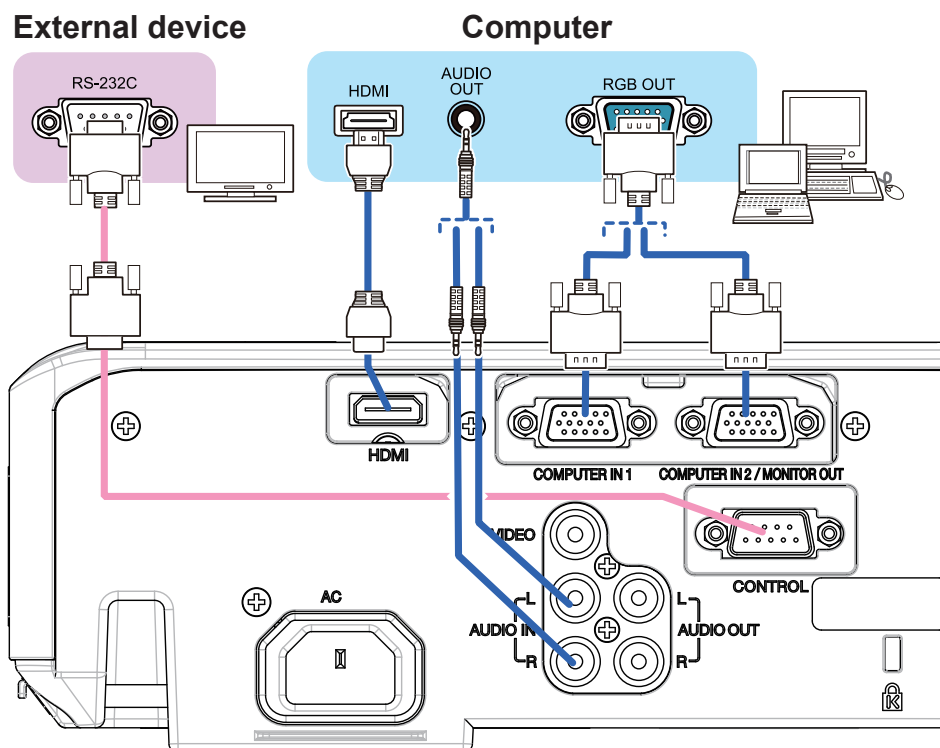 External device
Computer
RS-232C
HDMI
AUDIO
OUT
RGB OUT
HDMI
COMPUTER IN 1
COMPUTER IN 2 / MONITOR OUT
VIDEO
CONTROL
AC
L
AUDIO IN
R
L
AUDIO OUT
R
K